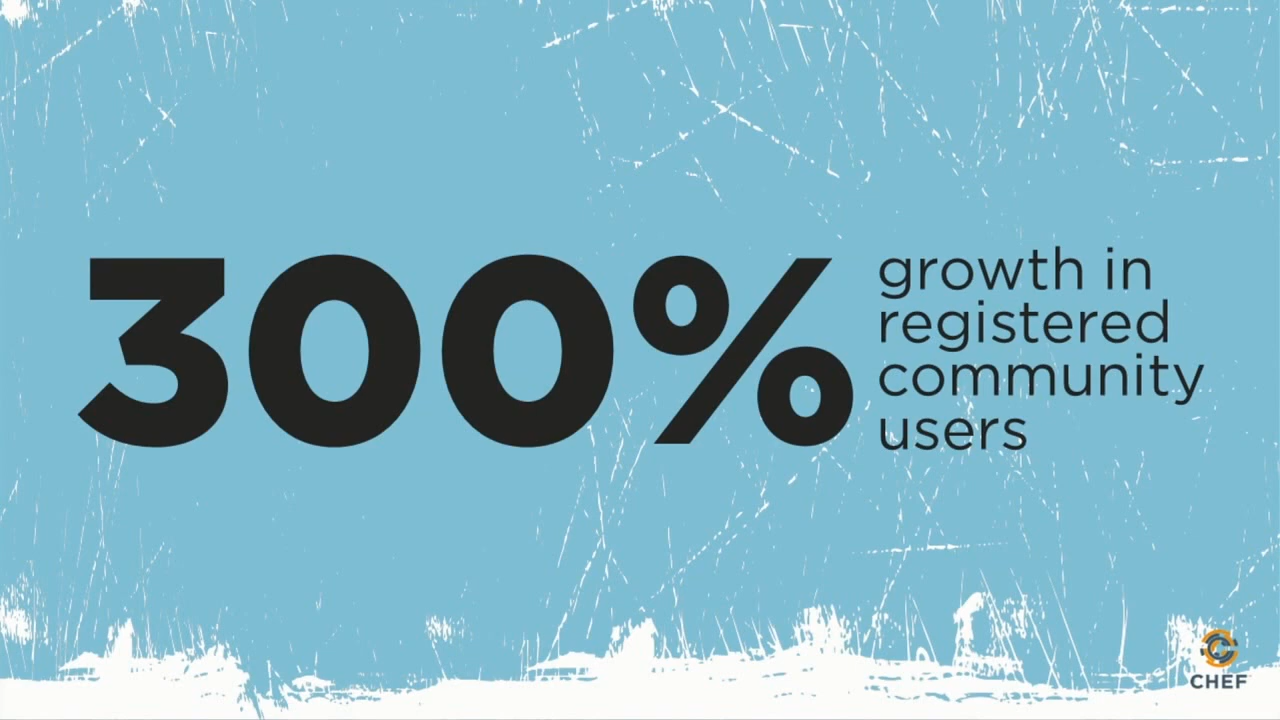 300%
growth in
registered
community
users
CHEF